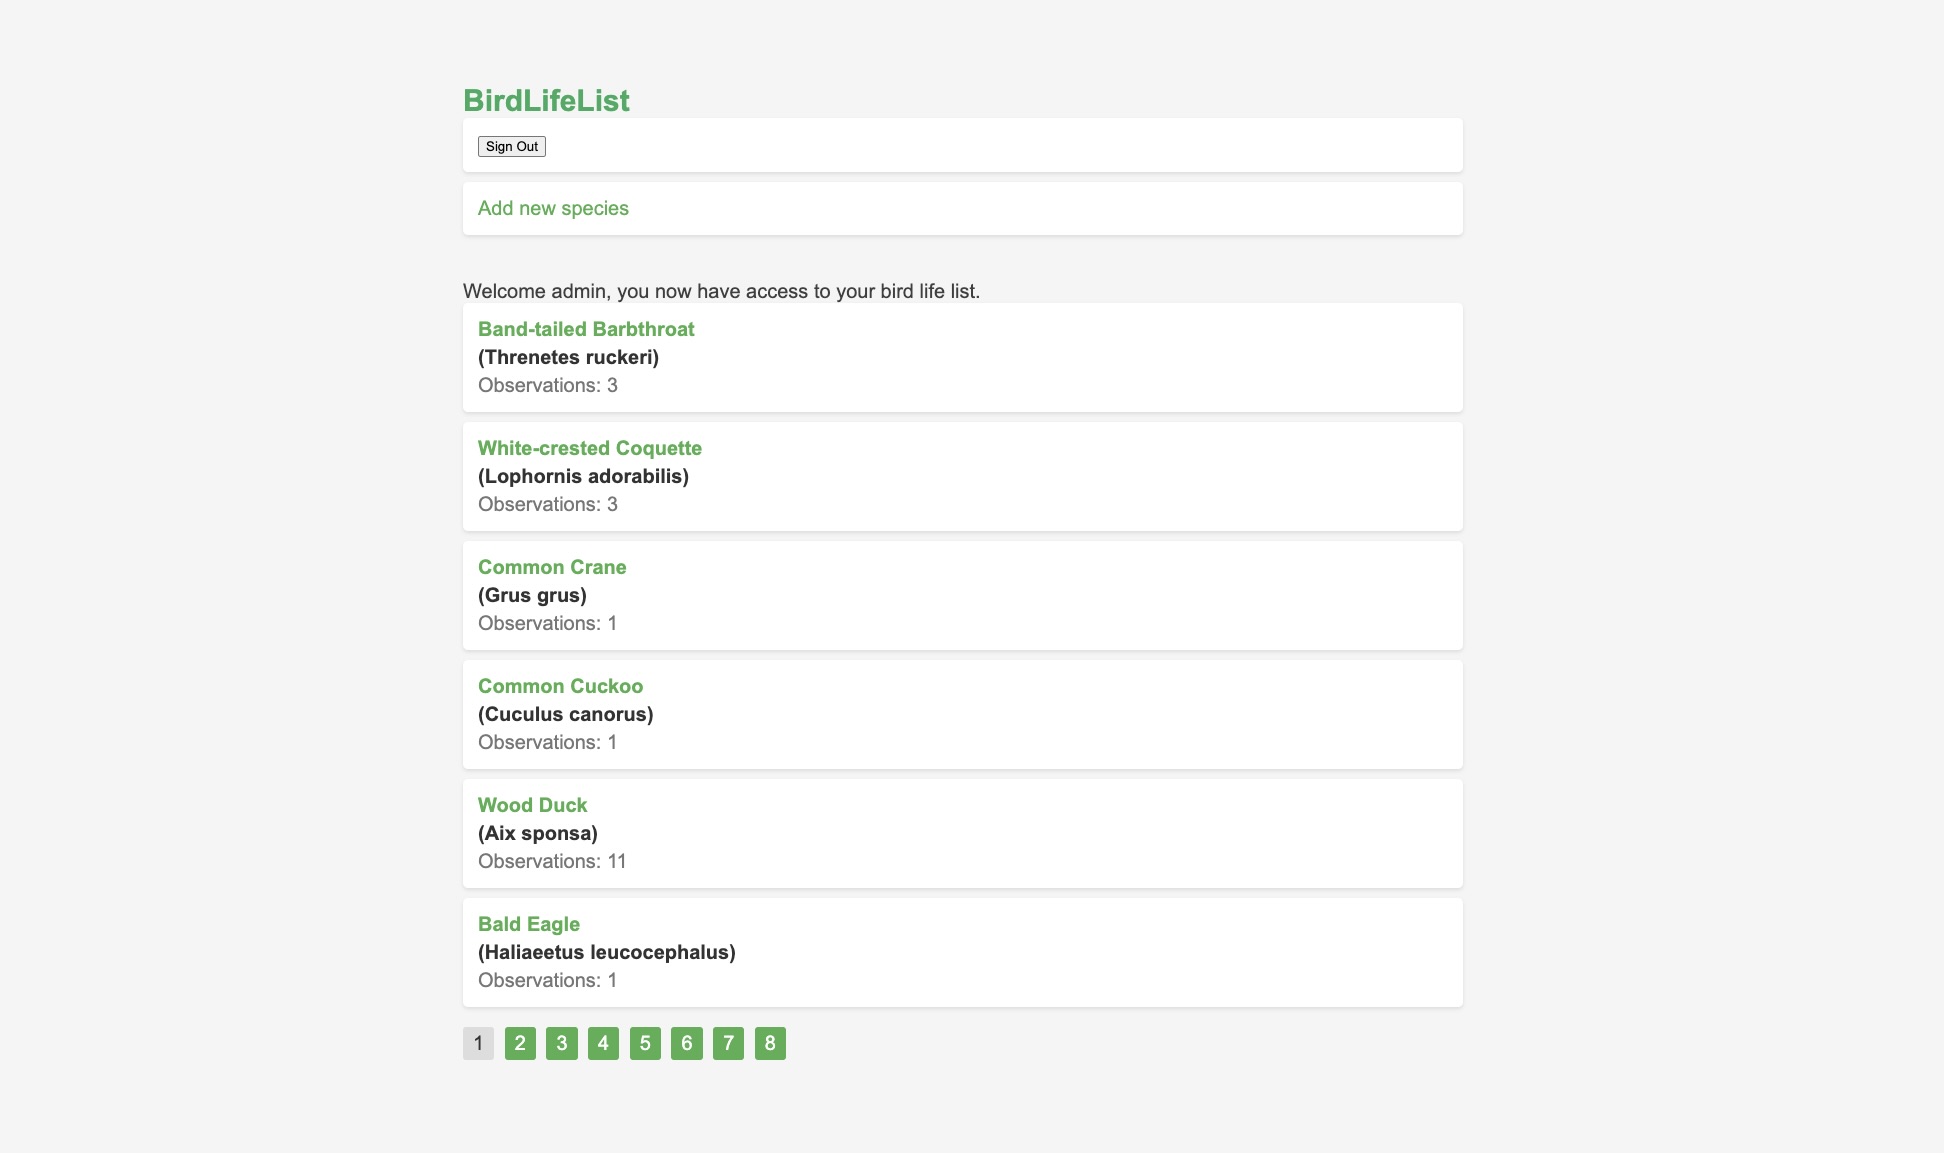 BirdLifeList
Sign Out
Add new species
Welcome admin, you now have access to your bird life list.
Band-tailed Barbthroat
(Threnetes ruckeri)
Observations: 3
White-crested Coquette
(Lophornis adorabilis)
Observations: 3
Common Crane
(Grus grus)
Observations: 1
Common Cuckoo
(Cuculus canorus)
Observations: 1
Wood Duck
(Aix sponsa)
Observations: 11
Bald Eagle
(Haliaeetus leucocephalus)
Observations: 1
1 2 3 4 5 6 7 8